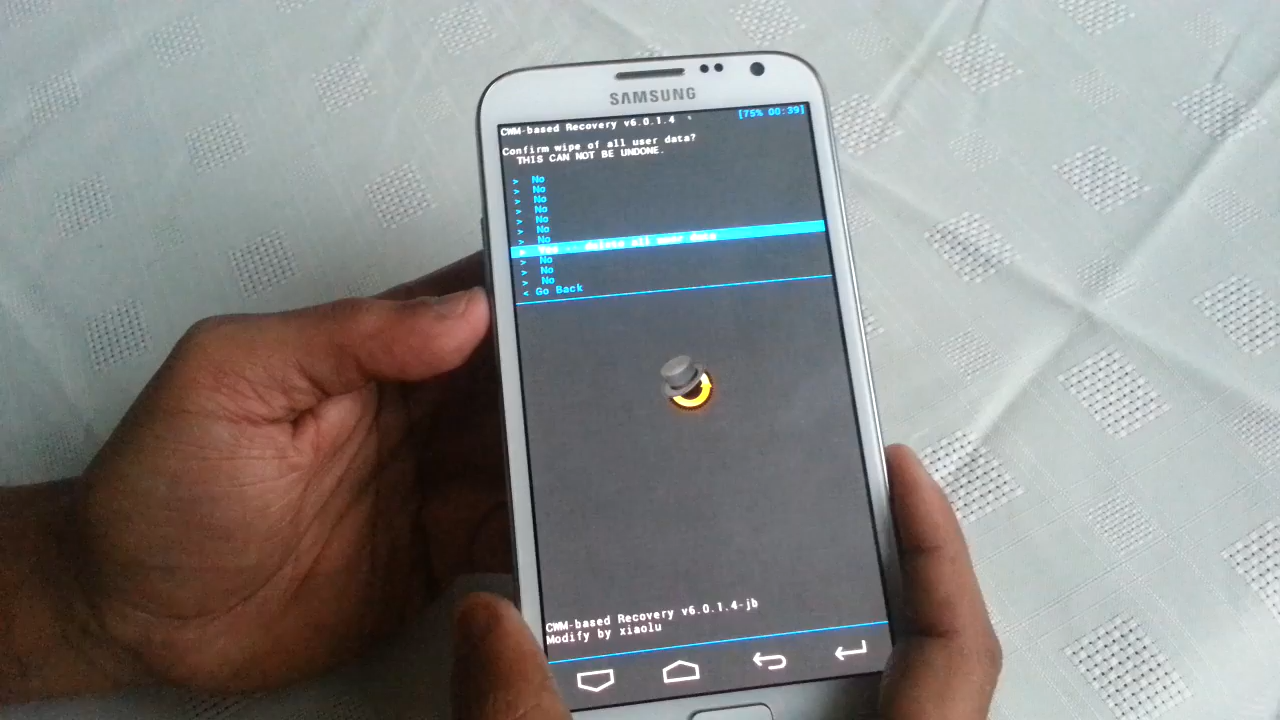 SAMSUNG
CWM-based Recovery v6.0.1.4
[75% 00:39]
Confirm wipe of all user data?
THIS CAN NOT BE UNDONE.
> No
> No
> No
> No
> No
> No
> No
> Yes -- delete all user data
> No
> No
> No
< Go Back
CWM-based Recovery v6.0.1.4-jb
Modify by xiaolu